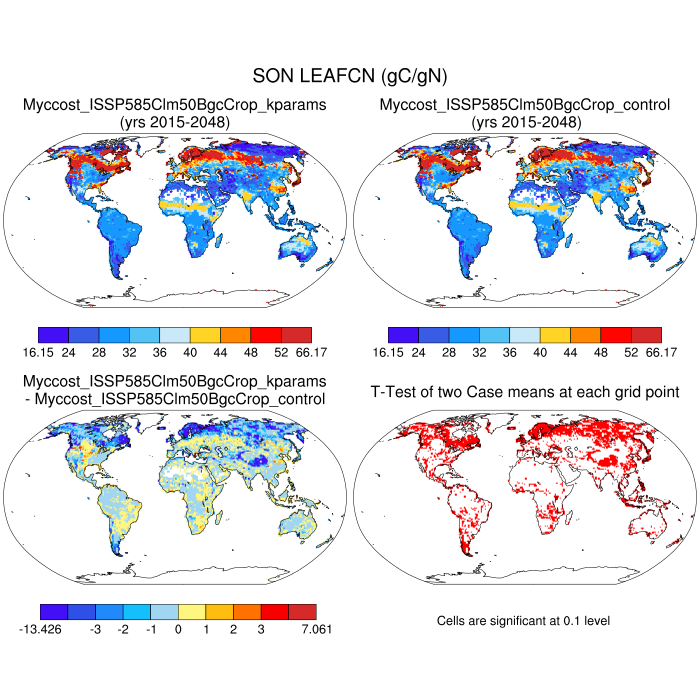 SON LEAFCN (gC/gN)
Myccost_ISSP585Clm50BgcCrop_kparams
(yrs 2015-2048)
Myccost_ISSP585Clm50BgcCrop_control
(yrs 2015-2048)
16.15 24 28 32 36 40 44 48 52 66.17
16.15 24 28 32 36 40 44 48 52 66.17
Myccost_ISSP585Clm50BgcCrop_kparams
- Myccost_ISSP585Clm50BgcCrop_control
T-Test of two Case means at each grid point
-13.426 -3 -2 -1 0 1 2 3 7.061
Cells are significant at 0.1 level